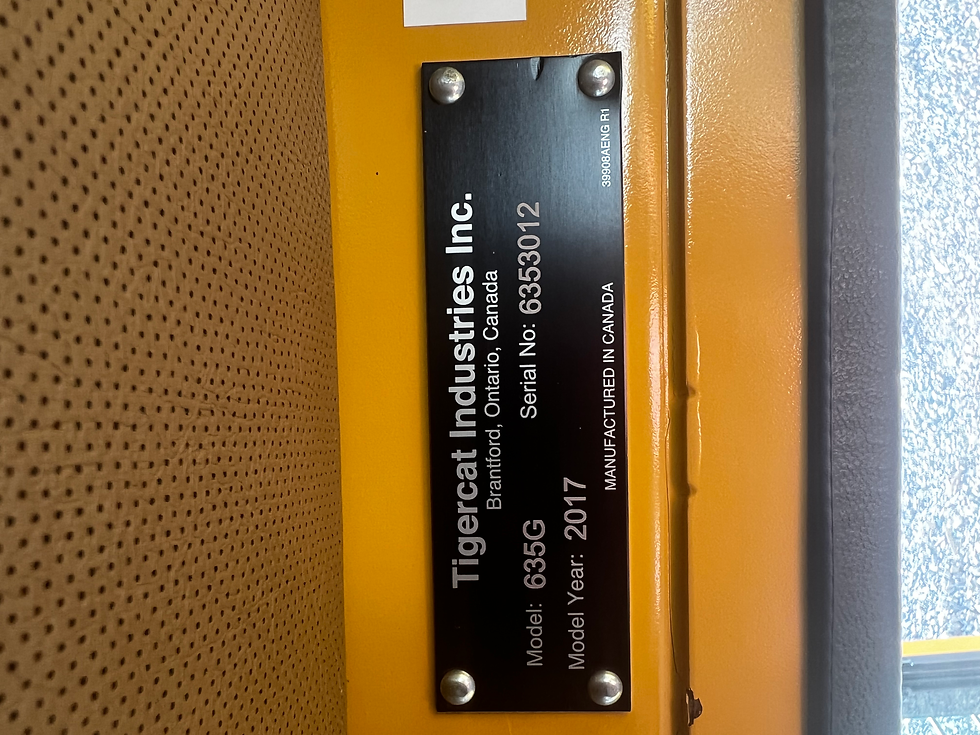 Tigercat Industries Inc.
Brantford, Ontario, Canada
Model: 635G Serial No: 6353012
Model Year: 2017
MANUFACTURED IN CANADA 39908AENG R1